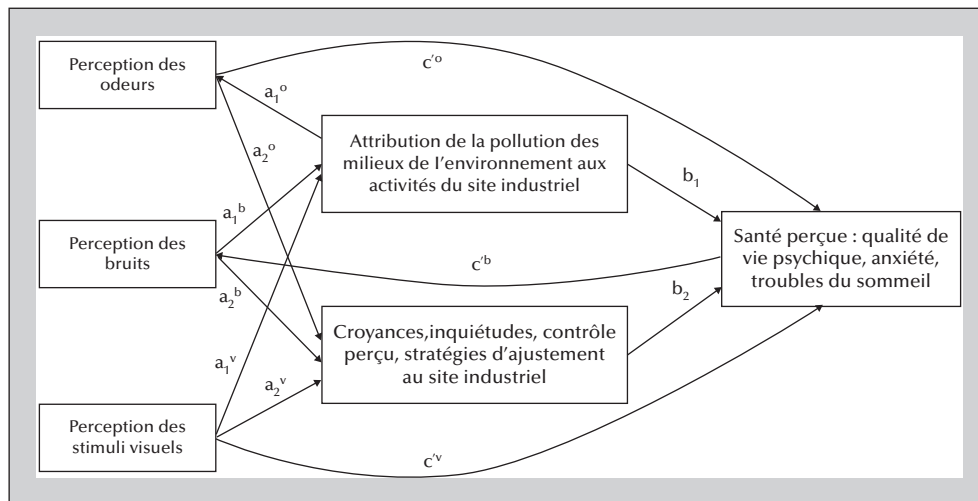 Perception des
odeurs
Perception des
bruits
Perception des
stimuli visuels
Attribution de la pollution des
milieux de l'environnement aux
activités du site industriel
Croyances,inquiétudes, contrôle
perçu, stratégies d'ajustement
au site industriel
Santé perçue : qualité de
vie psychique, anxiété,
troubles du sommeil
c'ᵒ
a₁ᵒ
a₂ᵒ
a₁ᵇ
a₂ᵇ
a₁ᵛ
a₂ᵛ
b₁
b₂
c'ᵇ
c'ᵛ